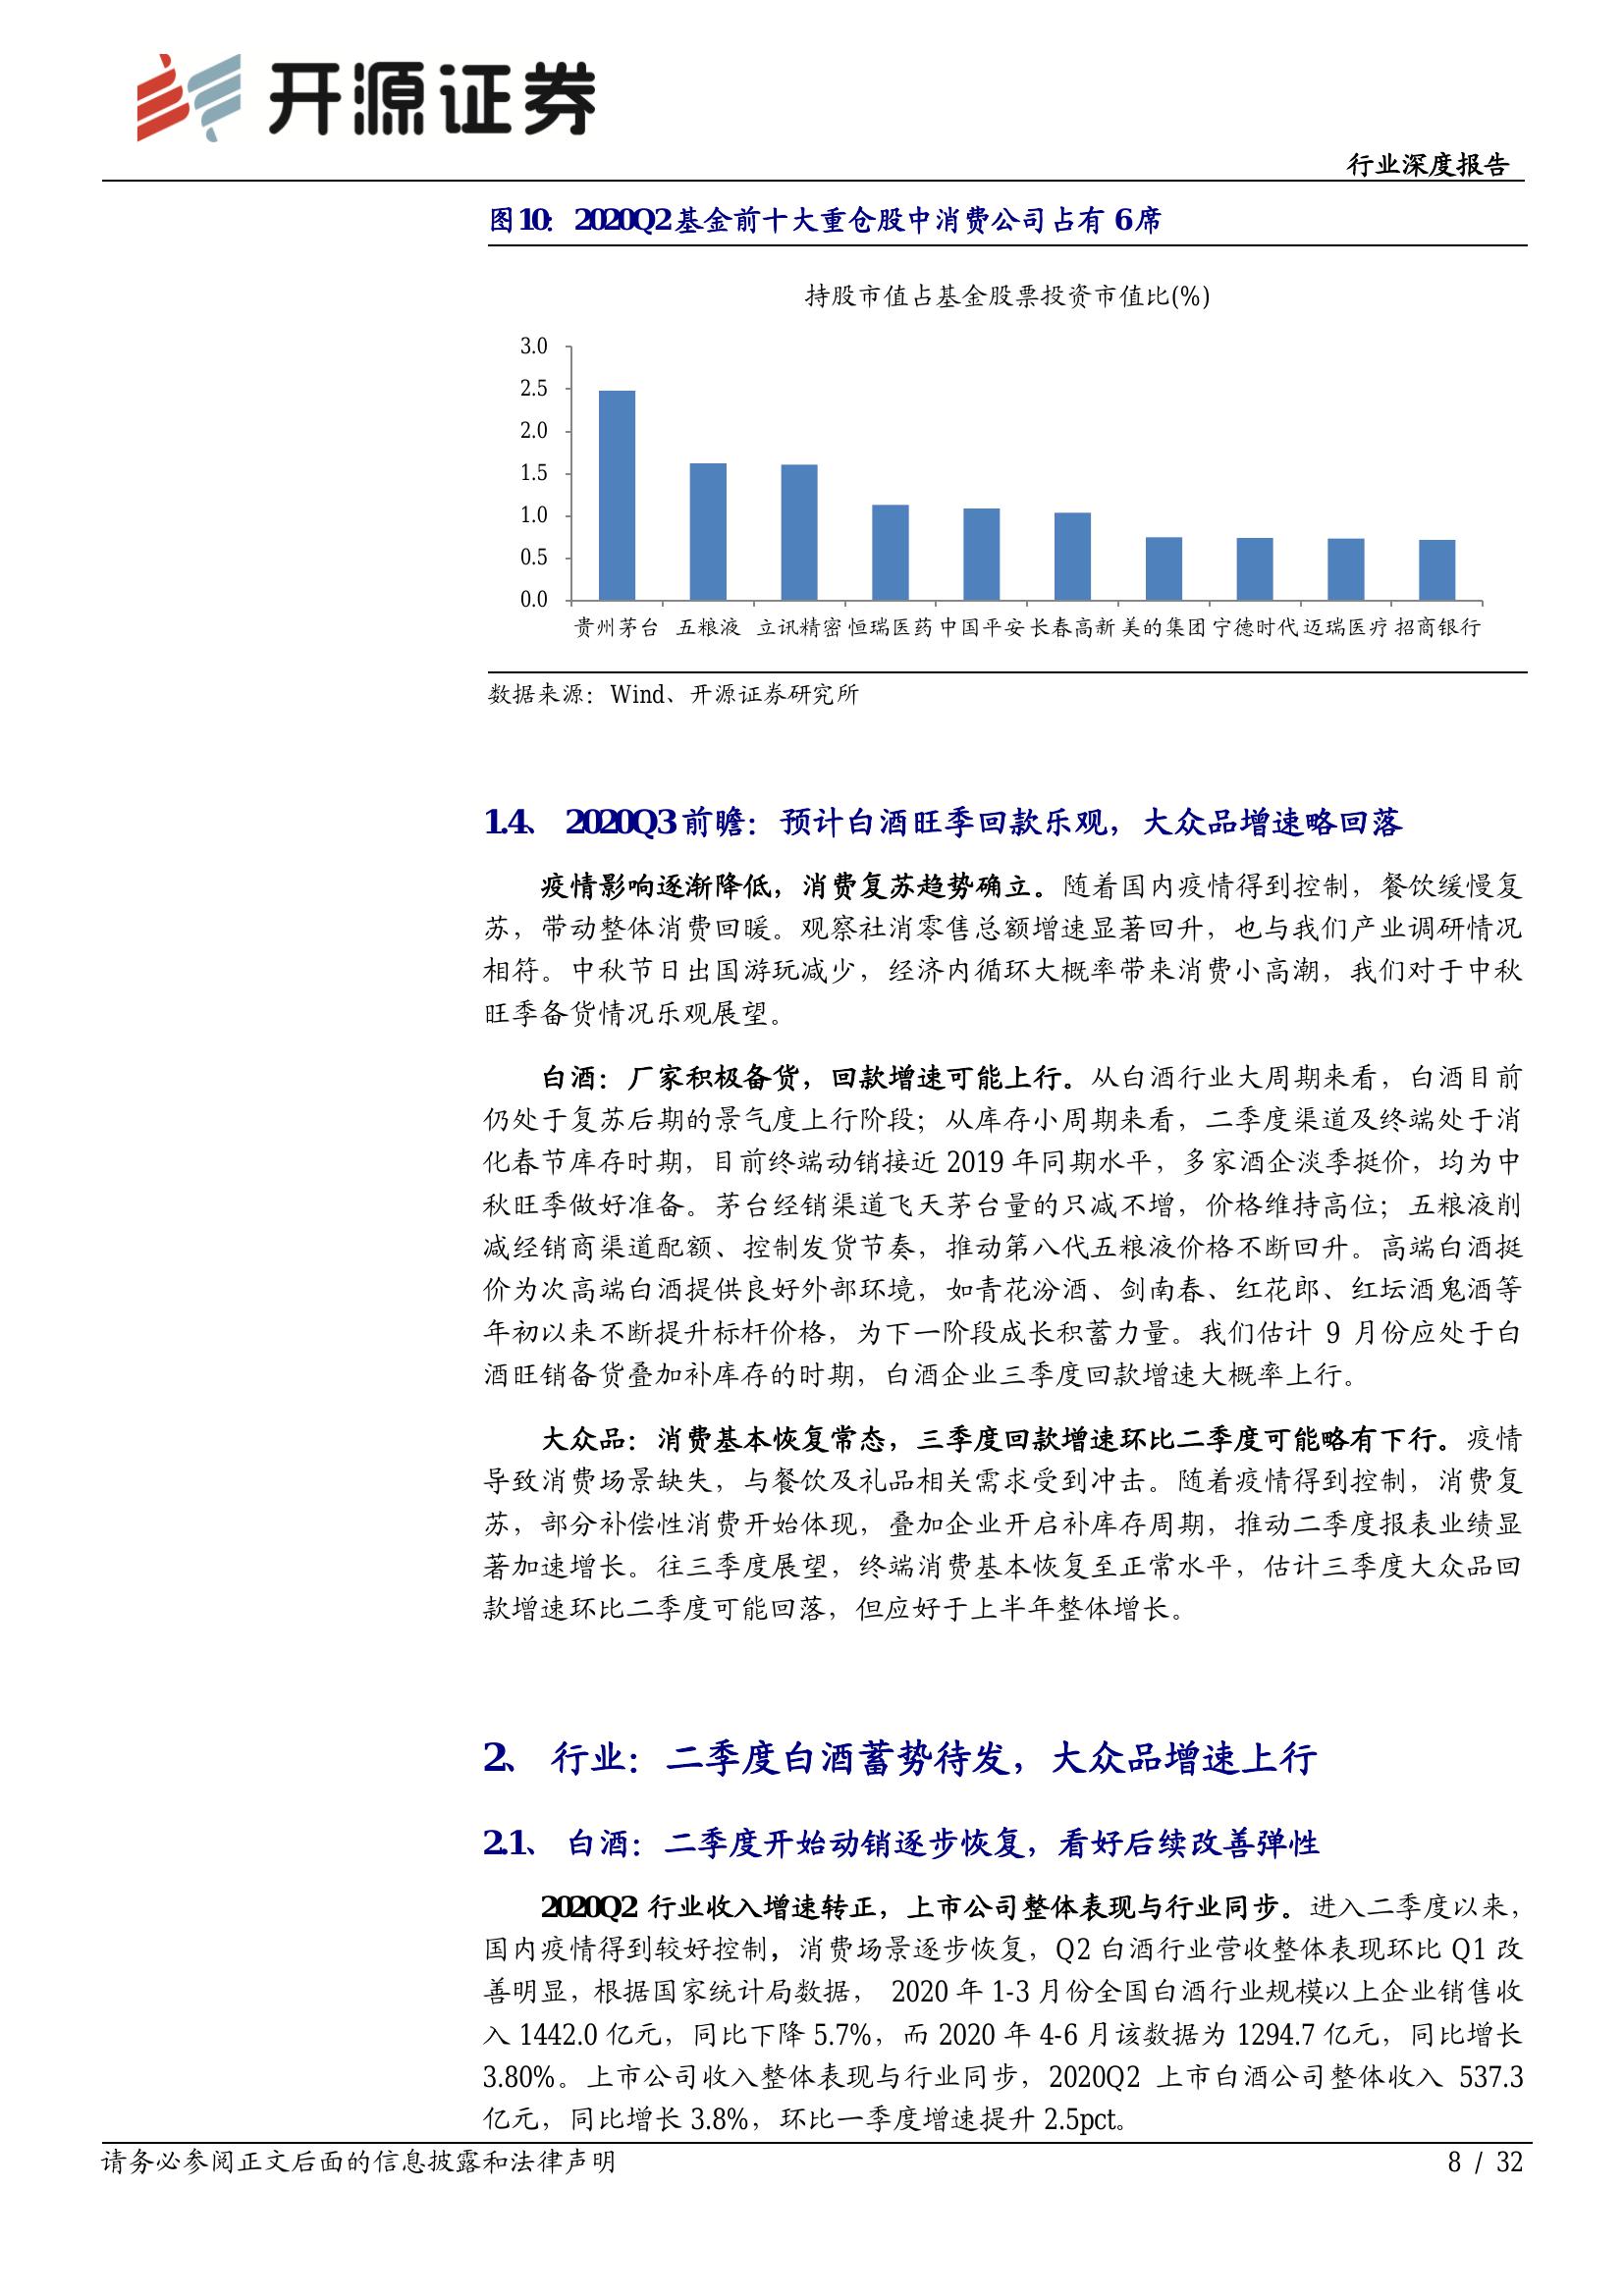 开源证券
行业深度报告
图10： 2020Q2基金前十大重仓股中消费公司占有 6席
持股市值占基金股票投资市值比(%)
3.0
2.5
2.0
1.5
1.0
0.5
0.0
贵州茅台 五粮液 立讯精密 恒瑞医药 中国平安 长春高新 美的集团 宁德时代 迈瑞医疗 招商银行
数据来源：Wind、开源证券研究所
1.4、 2020Q3前瞻：预计白酒旺季回款乐观，大众品增速略回落
疫情影响逐渐降低，消费复苏趋势确立。随着国内疫情得到控制，餐饮缓慢复
苏，带动整体消费回暖。观察社消零售总额增速显著回升，也与我们产业调研情况
相符。中秋节日出国游玩减少，经济内循环大概率带来消费小高潮，我们对于中秋
旺季备货情况乐观展望。
白酒：厂家积极备货，回款增速可能上行。从白酒行业大周期来看，白酒目前
仍处于复苏后期的景气度上行阶段；从库存小周期来看，二季度渠道及终端处于消
化春节库存时期，目前终端动销接近 2019 年同期水平，多家酒企淡季挺价，均为中
秋旺季做好准备。茅台经销渠道飞天茅台量的只减不增，价格维持高位；五粮液削
减经销商渠道配额、控制发货节奏，推动第八代五粮液价格不断回升。高端白酒挺
价为次高端白酒提供良好外部环境，如青花汾酒、剑南春、红花郎、红坛酒鬼酒等
年初以来不断提升标杆价格，为下一阶段成长积蓄力量。我们估计 9 月份应处于白
酒旺销备货叠加补库存的时期，白酒企业三季度回款增速大概率上行。
大众品：消费基本恢复常态，三季度回款增速环比二季度可能略有下行。疫情
导致消费场景缺失，与餐饮及礼品相关需求受到冲击。随着疫情得到控制，消费复
苏，部分补偿性消费开始体现，叠加企业开启补库存周期，推动二季度报表业绩显
著加速增长。往三季度展望，终端消费基本恢复至正常水平，估计三季度大众品回
款增速环比二季度可能回落，但应好于上半年整体增长。
2、 行业：二季度白酒蓄势待发，大众品增速上行
2.1、 白酒：二季度开始动销逐步恢复，看好后续改善弹性
2020Q2 行业收入增速转正，上市公司整体表现与行业同步。进入二季度以来，
国内疫情得到较好控制，消费场景逐步恢复，Q2 白酒行业营收整体表现环比 Q1 改
善明显，根据国家统计局数据， 2020 年 1-3 月份全国白酒行业规模以上企业销售收
入 1442.0 亿元，同比下降 5.7%，而 2020 年 4-6 月该数据为 1294.7 亿元，同比增长
3.80%。上市公司收入整体表现与行业同步，2020Q2 上市白酒公司整体收入 537.3
亿元，同比增长 3.8%，环比一季度增速提升 2.5pct。
请务必参阅正文后面的信息披露和法律声明
8 / 32